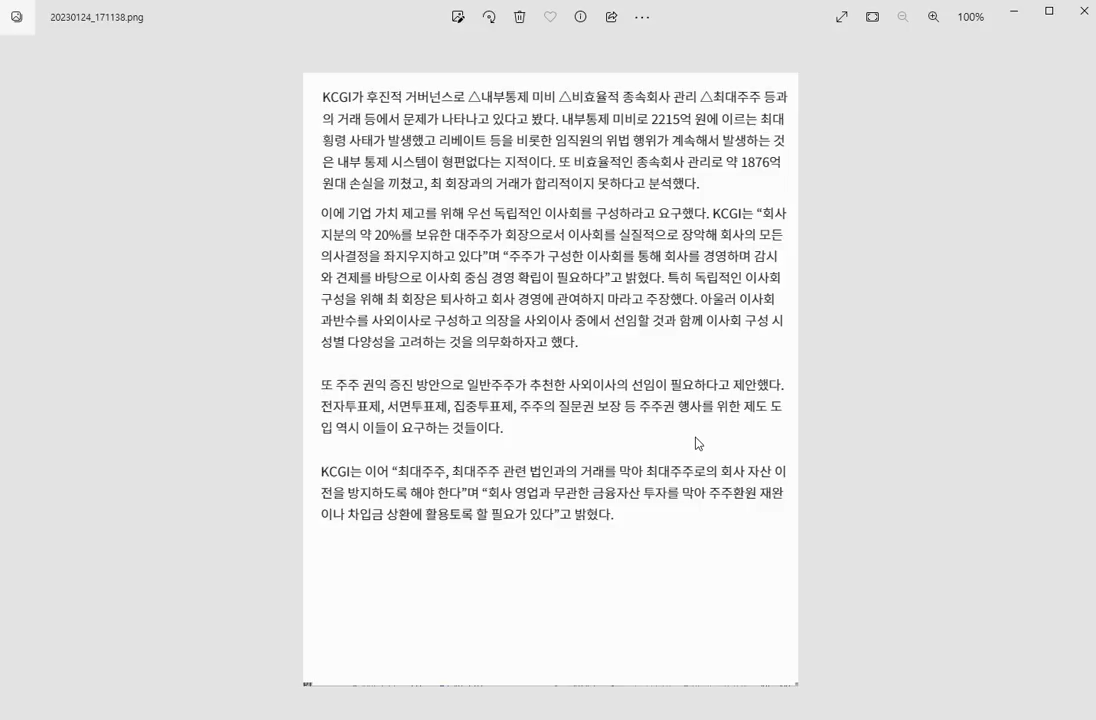 20230124_171138.png
100%
KCGI가 후진적 거버넌스로 △내부통제 미비 △비효율적 종속회사 관리 △최대주주 등과
의 거래 등에서 문제가 나타나고 있다고 봤다. 내부통제 미비로 2215억 원에 이르는 최대
횡령 사태가 발생했고 리베이트 등을 비롯한 임직원의 위법 행위가 계속해서 발생하는 것
은 내부 통제 시스템이 형편없다는 지적이다. 또 비효율적인 종속회사 관리로 약 1876억
원대 손실을 끼쳤고, 최 회장과의 거래가 합리적이지 못하다고 분석했다.
이에 기업 가치 제고를 위해 우선 독립적인 이사회를 구성하라고 요구했다. KCGI는 “회사
지분의 약 20%를 보유한 대주주가 회장으로서 이사회를 실질적으로 장악해 회사의 모든
의사결정을 좌지우지하고 있다”며 “주주가 구성한 이사회를 통해 회사를 경영하며 감시
와 견제를 바탕으로 이사회 중심 경영 확립이 필요하다”고 밝혔다. 특히 독립적인 이사회
구성을 위해 최 회장은 퇴사하고 회사 경영에 관여하지 마라고 주장했다. 아울러 이사회
과반수를 사외이사로 구성하고 의장을 사외이사 중에서 선임할 것과 함께 이사회 구성 시
성별 다양성을 고려하는 것을 의무화하자고 했다.
또 주주 권익 증진 방안으로 일반주주가 추천한 사외이사의 선임이 필요하다고 제안했다.
전자투표제, 서면투표제, 집중투표제, 주주의 질문권 보장 등 주주권 행사를 위한 제도 도
입 역시 이들이 요구하는 것들이다.
KCGI는 이어 “최대주주, 최대주주 관련 법인과의 거래를 막아 최대주주로의 회사 자산 이
전을 방지하도록 해야 한다”며 “회사 영업과 무관한 금융자산 투자를 막아 주주환원 재완
이나 차입금 상환에 활용토록 할 필요가 있다”고 밝혔다.